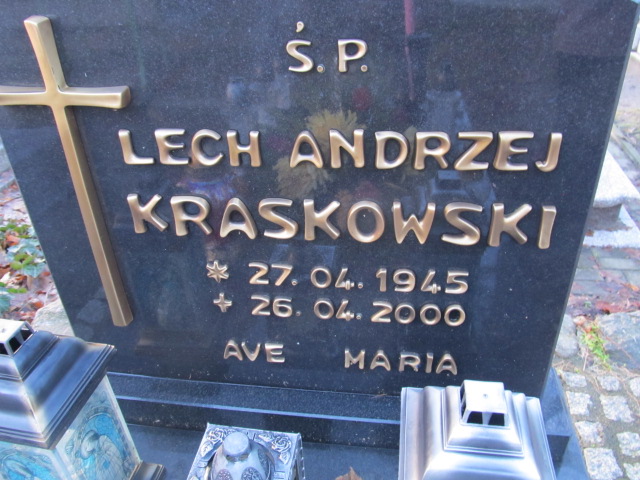 Ś.P.
LECH ANDRZEJ
KRASKOWSKI
* 27.04.1945
+ 26.04.2000
AVE MARIA